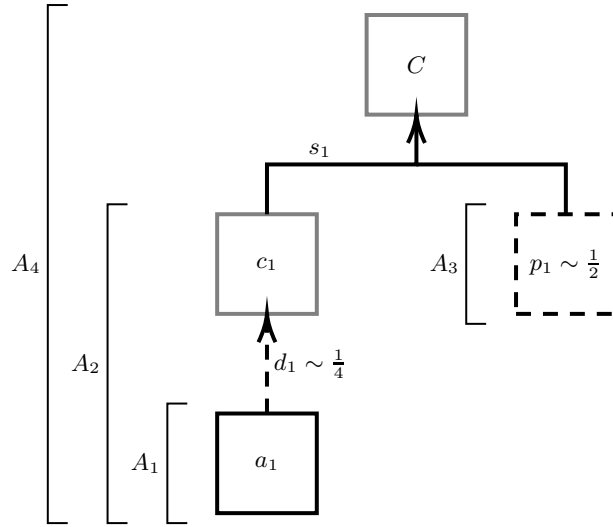 C
s₁
A₄
c₁
A₃
p₁ ~ 1/2
A₂
d₁ ~ 1/4
A₁
a₁